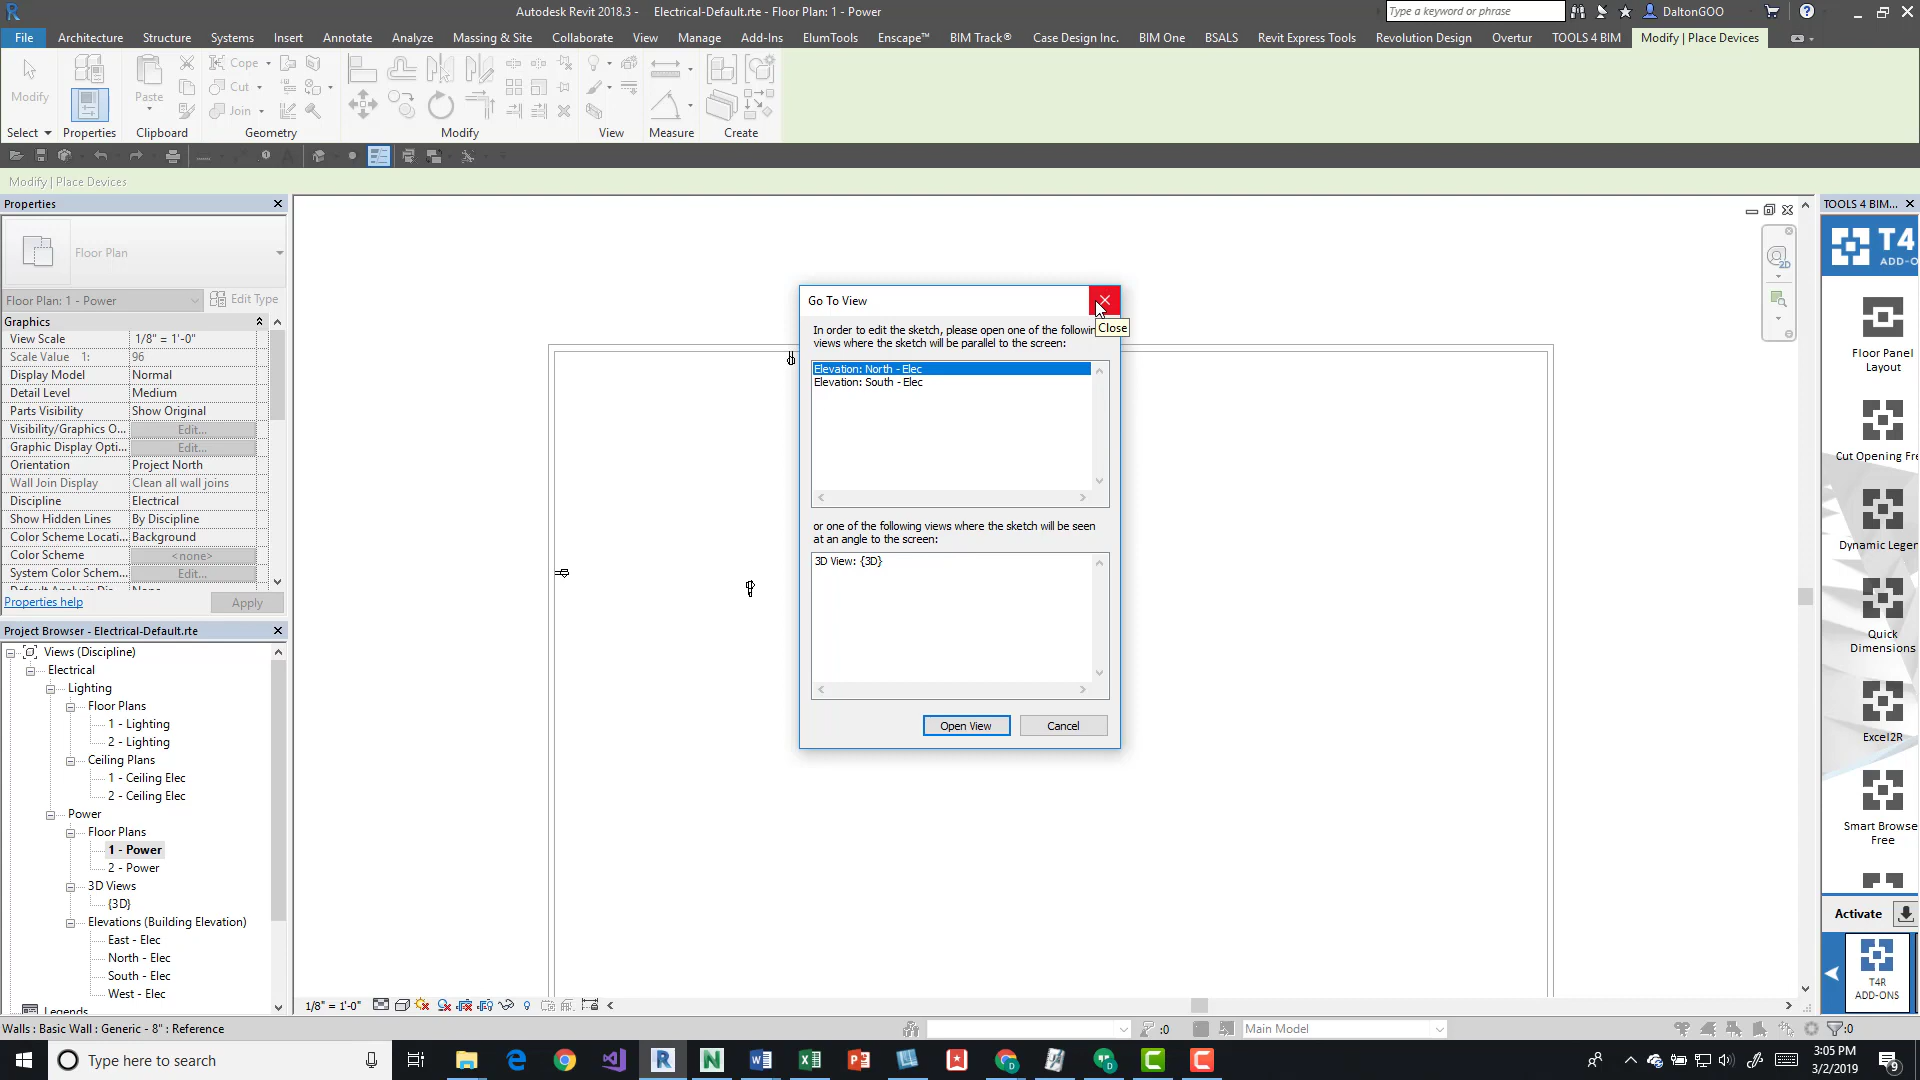 Autodesk Revit 2018.3 -    Electrical-Default.rte - Floor Plan: 1 - Power
Type a keyword or phrase
DaltonGOO
File Architecture Structure Systems Insert Annotate Analyze Massing & Site Collaborate View Manage Add-Ins ElumTools Enscape™ BIM Track® Case Design Inc. BIM One BSALS Revit Express Tools Revolution Design Overtur TOOLS 4 BIM Modify | Place Devices
Cope
Cut
Join
Modify
Paste
Select Properties Clipboard Geometry Modify View Measure Create
Modify | Place Devices
Properties
Floor Plan
Floor Plan: 1 - Power
Edit Type
Graphics
View Scale 1/8" = 1'-0"
Scale Value 1: 96
Display Model Normal
Detail Level Medium
Parts Visibility Show Original
Visibility/Graphics O... Edit...
Graphic Display Opti... Edit...
Orientation Project North
Wall Join Display Clean all wall joins
Discipline Electrical
Show Hidden Lines By Discipline
Color Scheme Locati... Background
Color Scheme <none>
System Color Schem... Edit...
Properties help
Apply
Project Browser - Electrical-Default.rte
Views (Discipline)
Electrical
Lighting
Floor Plans
1 - Lighting
2 - Lighting
Ceiling Plans
1 - Ceiling Elec
2 - Ceiling Elec
Power
Floor Plans
1 - Power
2 - Power
3D Views
{3D}
Elevations (Building Elevation)
East - Elec
North - Elec
South - Elec
West - Elec
Legends
Go To View
Close
In order to edit the sketch, please open one of the followin
views where the sketch will be parallel to the screen:
Elevation: North - Elec
Elevation: South - Elec
or one of the following views where the sketch will be seen
at an angle to the screen:
3D View: {3D}
Open View
Cancel
2D
TOOLS 4 BIM...
T4
ADD-O
Floor Panel
Layout
Cut Opening Fre
Dynamic Legen
Quick
Dimensions
Excel2R
Smart Browse
Free
Activate
T4R
ADD-ONS
1/8" = 1'-0"
Walls : Basic Wall : Generic - 8" : Reference
:0
Main Model
:0
Type here to search
3:05 PM
3/2/2019
9